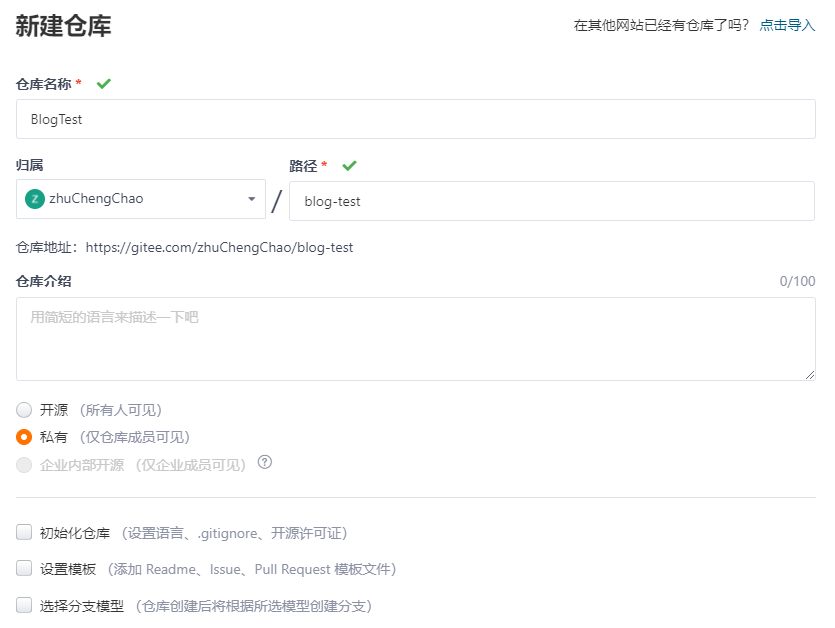 新建仓库
在其他网站已经有仓库了吗? 点击导入
仓库名称 *
BlogTest
归属
路径 *
Z zhuChengChao / blog-test
仓库地址：https://gitee.com/zhuChengChao/blog-test
仓库介绍 0/100
用简短的语言来描述一下吧
开源 （所有人可见）
私有 （仅仓库成员可见）
企业内部开源 （仅企业成员可见） ?
初始化仓库 （设置语言、.gitignore、开源许可证）
设置模板 （添加 Readme、Issue、Pull Request 模板文件）
选择分支模型 （仓库创建后将根据所选模型创建分支）